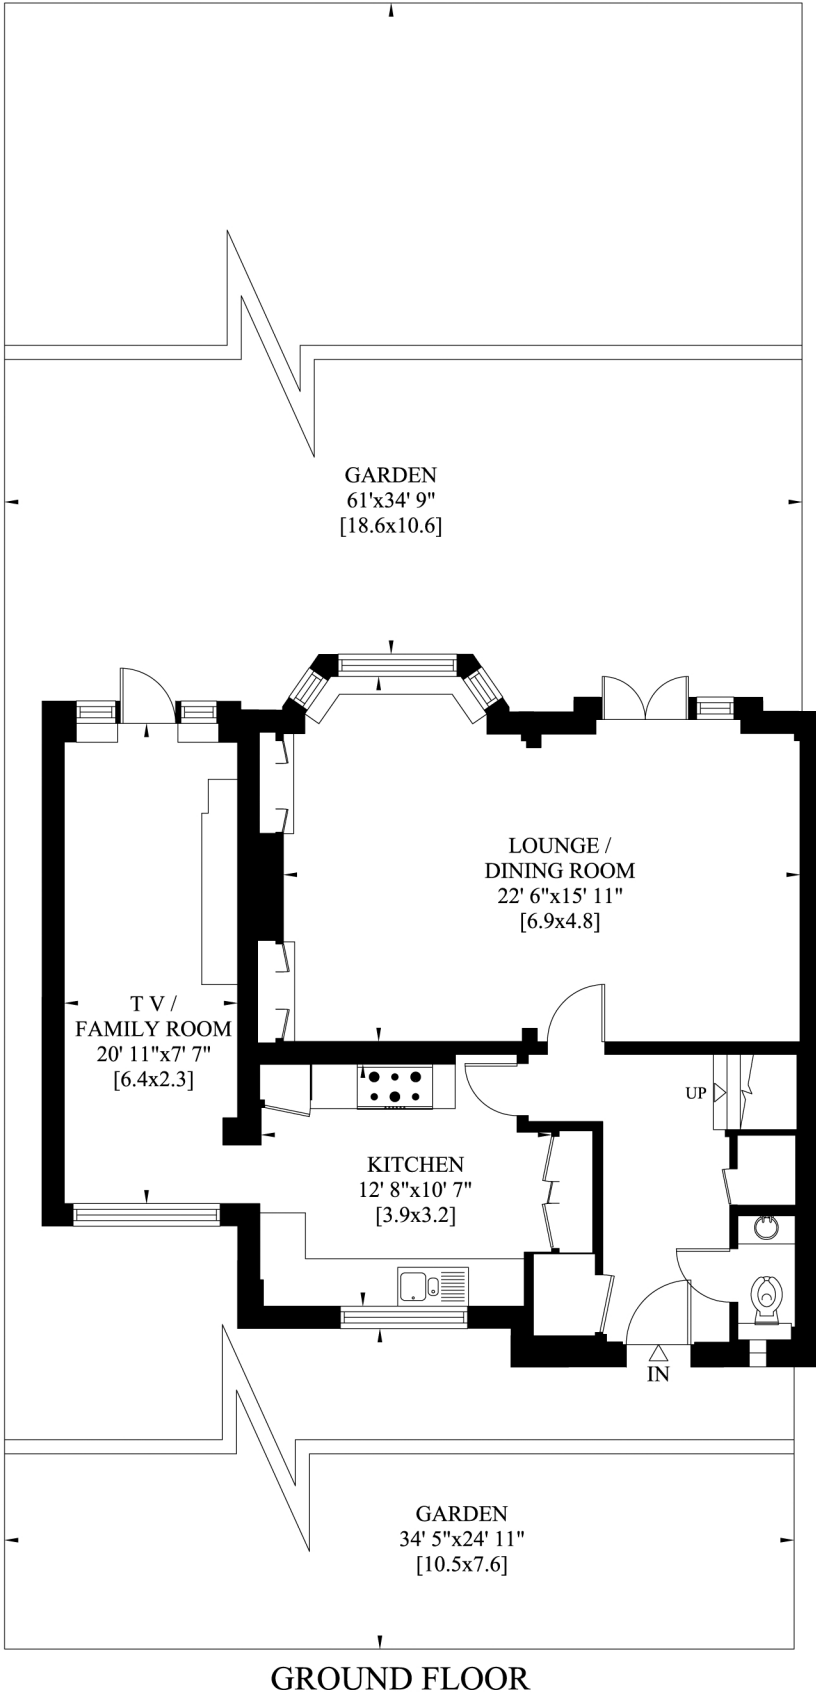 GARDEN
61'x34' 9"
[18.6x10.6]
LOUNGE /
DINING ROOM
22' 6"x15' 11"
[6.9x4.8]
T V /
FAMILY ROOM
20' 11"x7' 7"
[6.4x2.3]
UP
KITCHEN
12' 8"x10' 7"
[3.9x3.2]
IN
GARDEN
34' 5"x24' 11"
[10.5x7.6]
GROUND FLOOR